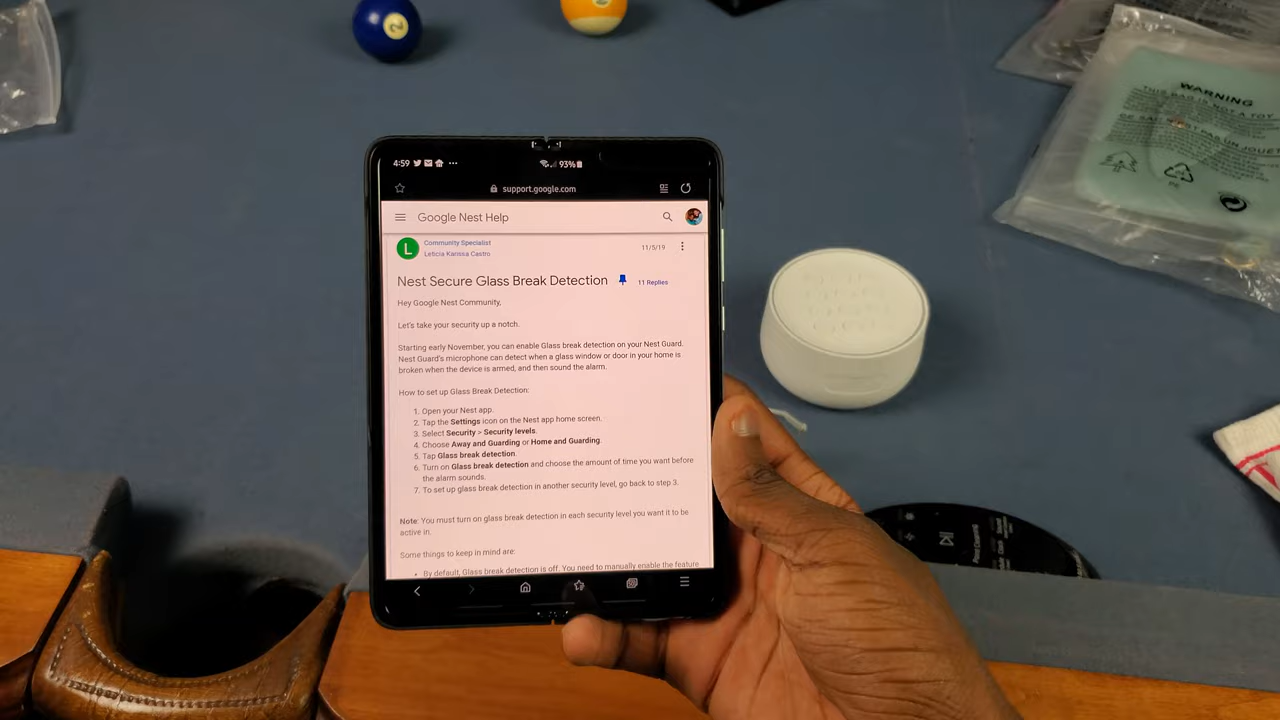 2
WARNING
THIS BAG IS NOT A TOY
PE
4:59
93%
support.google.com
Google Nest Help
L
Community Specialist
Leticia Karissa Castro
11/5/19
Nest Secure Glass Break Detection
11 Replies
Hey Google Nest Community,
Let's take your security up a notch.
Starting early November, you can enable Glass break detection on your Nest Guard.
Nest Guard's microphone can detect when a glass window or door in your home is
broken when the device is armed, and then sound the alarm.
How to set up Glass Break Detection:
1. Open your Nest app.
2. Tap the Settings icon on the Nest app home screen.
3. Select Security > Security levels.
4. Choose Away and Guarding or Home and Guarding.
5. Tap Glass break detection.
6. Turn on Glass break detection and choose the amount of time you want before
the alarm sounds.
7. To set up glass break detection in another security level, go back to step 3.
Note: You must turn on glass break detection in each security level you want it to be
active in.
Some things to keep in mind are:
• By default, Glass break detection is off. You need to manually enable the feature